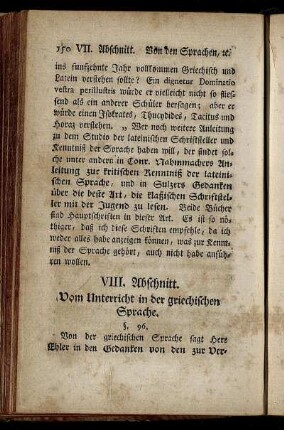 150 VII. Abschnitt. Von den Sprachen, ꝛc.
ins funfzehnte Jahr vollkommen Griechisch und
Latein verstehen sollte? Ein dignetur Dominatio
vestra perillustris würde er vielleicht nicht so flies-
send als ein anderer Schüler hersagen; aber er
würde einen Isokrates, Thucydides, Tacitus und
Horaz verstehen. „ Wer noch weitere Anleitung
zu dem Studio der lateinischen Schriftsteller und
Kenntniß der Sprache haben will, der findet sol-
che unter andern in Conr. Nahmmachers An-
leitung zur kritischen Kenntniß der lateini-
schen Sprache, und in Sulzers Gedanken
über die beste Art, die klaßischen Schriftstel-
ler mit der Jugend zu lesen. Beide Bücher
sind Hauptschriften in dieser Art. Es ist so nö-
thiger, daß ich diese Schriften empfehle, da ich
weder alles habe anzeigen können, was zur Kennt-
niß der Sprache gehört, auch nicht habe anfüh-
ren wollen.
VIII. Abschnitt.
Vom Unterricht in der griechischen
Sprache.
§. 96.
Von der griechischen Sprache sagt Herr
Ehler in den Gedanken von den zur Ver-